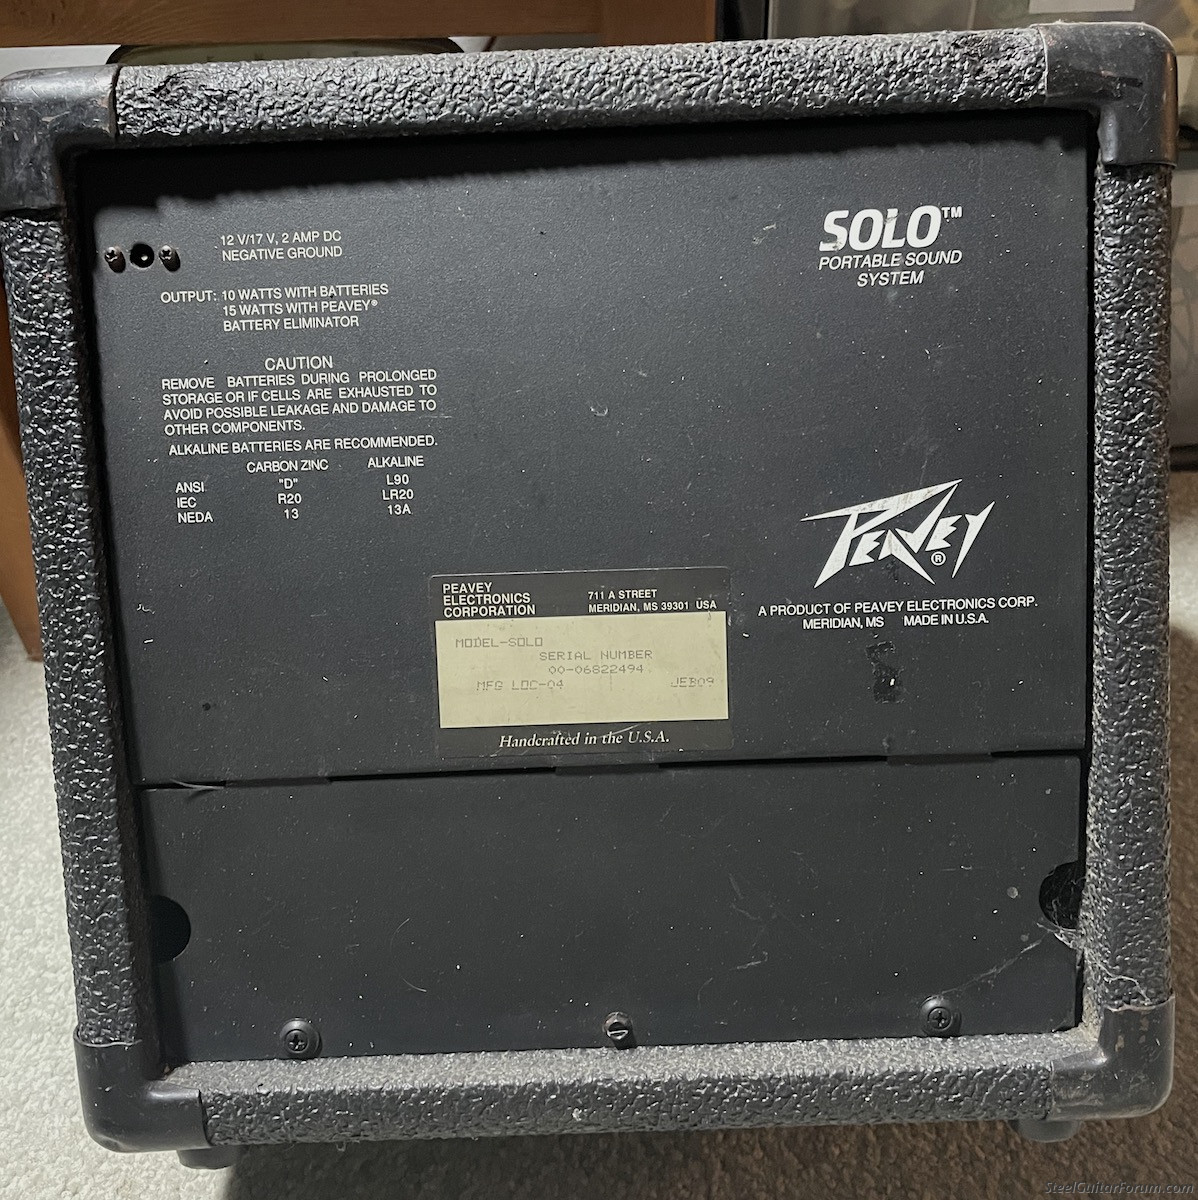 12 V/17 V, 2 AMP DC
NEGATIVE GROUND
OUTPUT: 10 WATTS WITH BATTERIES
15 WATTS WITH PEAVEY®
BATTERY ELIMINATOR
CAUTION
REMOVE BATTERIES DURING PROLONGED
STORAGE OR IF CELLS ARE EXHAUSTED TO
AVOID POSSIBLE LEAKAGE AND DAMAGE TO
OTHER COMPONENTS.
ALKALINE BATTERIES ARE RECOMMENDED.
CARBON ZINC ALKALINE
ANSI "D" L90
IEC R20 LR20
NEDA 13 13A
SOLO™
PORTABLE SOUND
SYSTEM
PEAVEY ®
A PRODUCT OF PEAVEY ELECTRONICS CORP.
MERIDIAN, MS MADE IN U.S.A.
PEAVEY
ELECTRONICS
CORPORATION
711 A STREET
MERIDIAN, MS 39301 USA
MODEL-SOLO
SERIAL NUMBER
00-06822494
MFG LOC-04 JEB09
Handcrafted in the U.S.A.
SteelGuitarForum.com